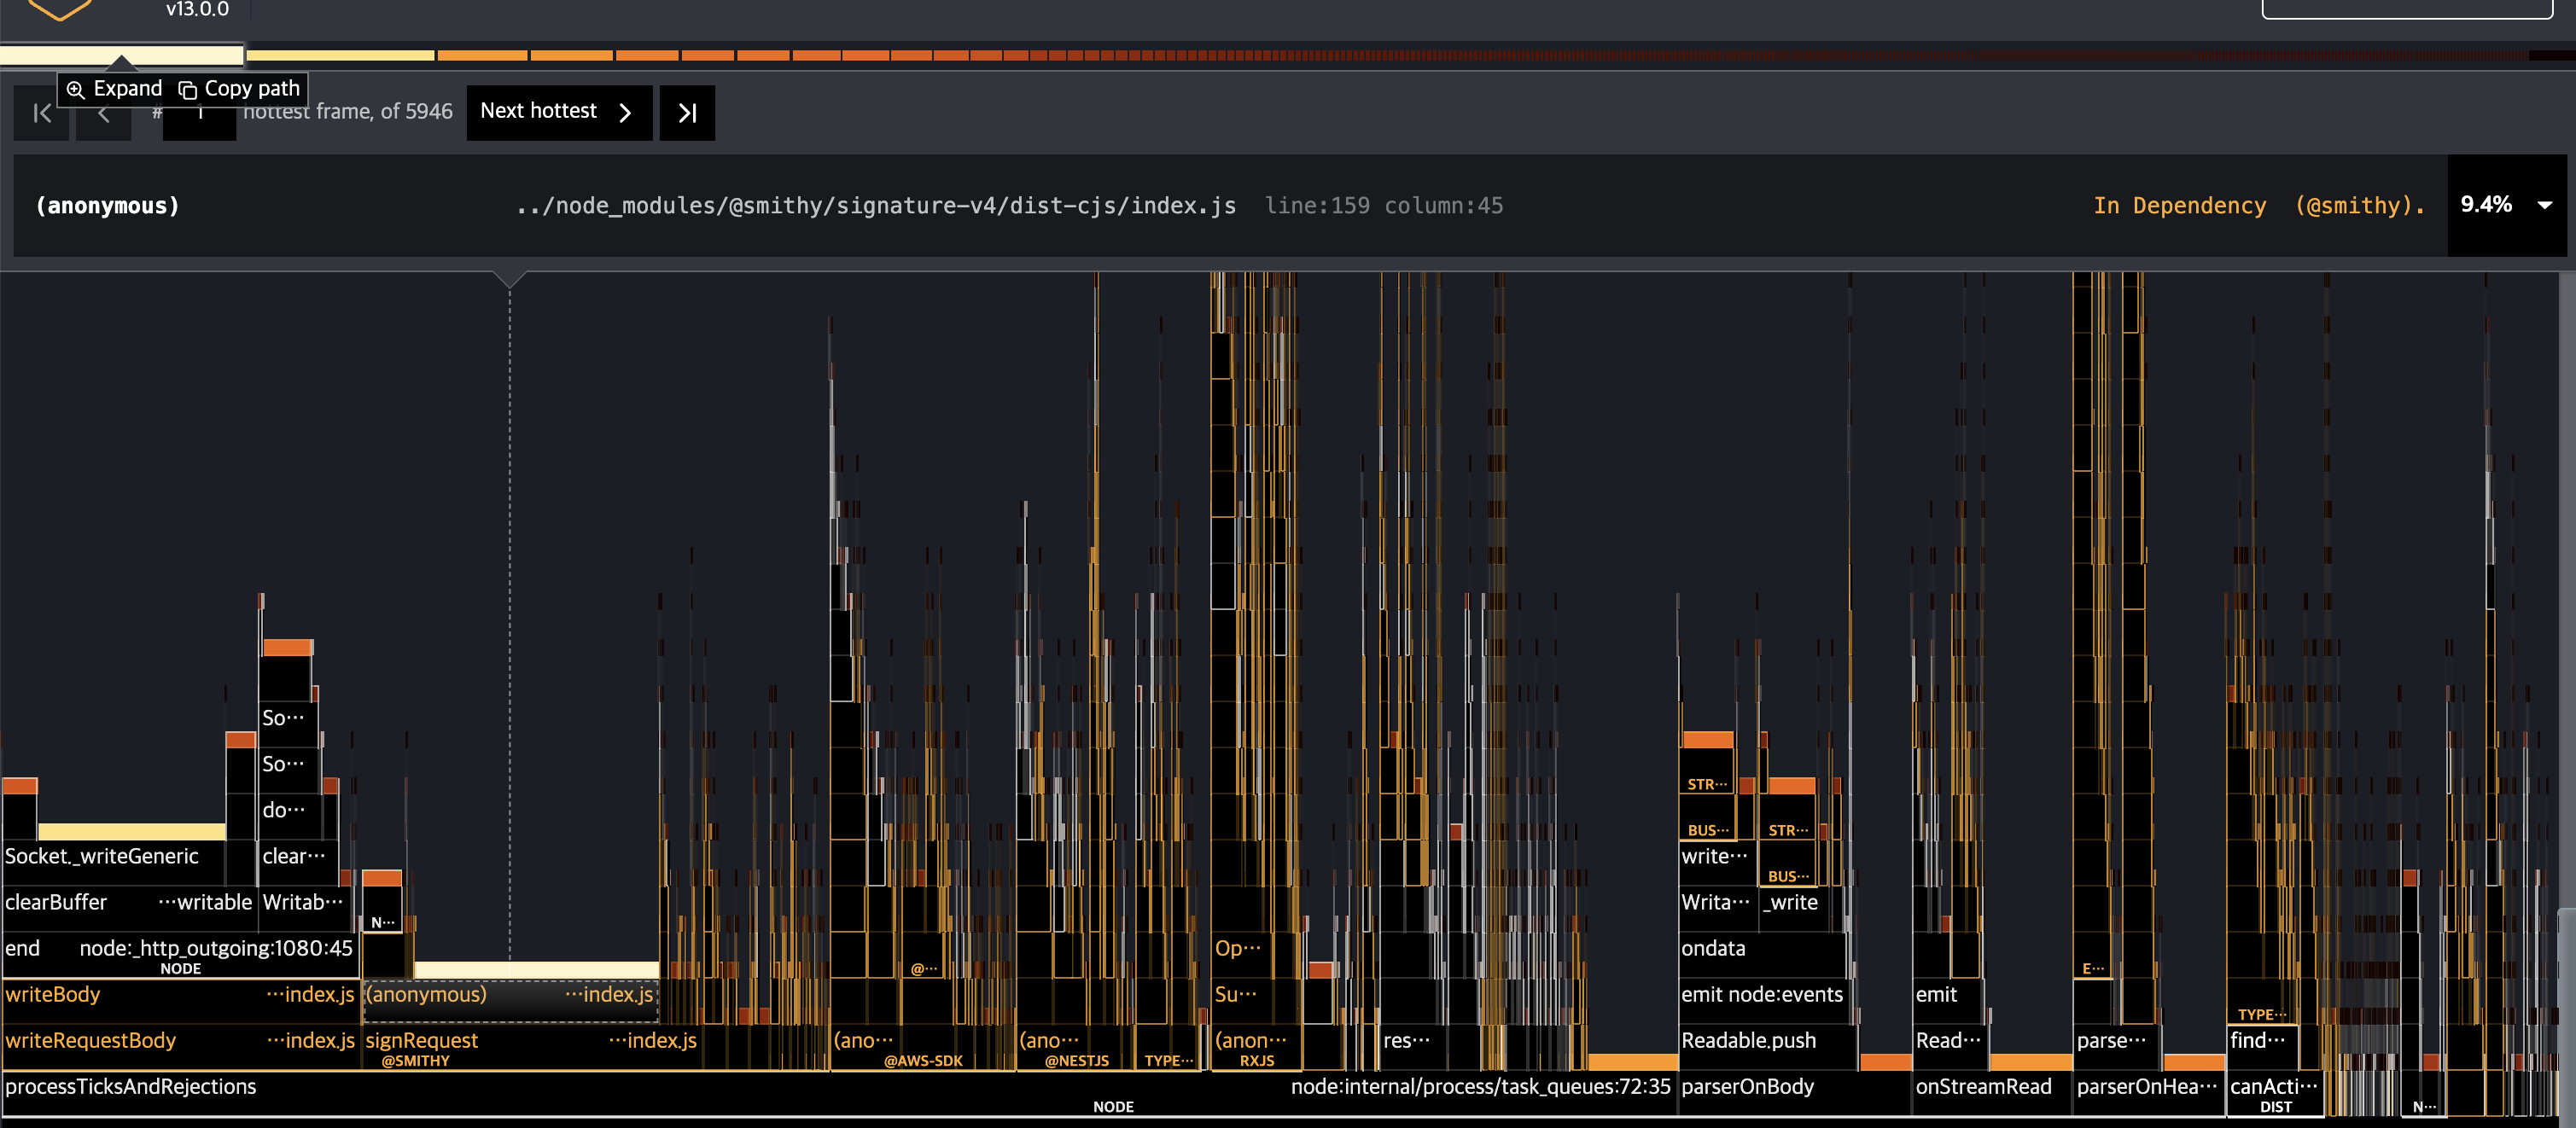 v13.0.0
Expand Copy path
# 1 hottest frame, of 5946 Next hottest
(anonymous) ../node_modules/@smithy/signature-v4/dist-cjs/index.js line:159 column:45 In Dependency (@smithy). 9.4%
So···
So···
STR···
do···
BUS··· STR···
Socket._writeGeneric clear··· write···
BUS···
clearBuffer ···writable Writab··· Writa··· _write
N···
end node:_http_outgoing:1080:45 Op··· ondata
NODE @··· E···
writeBody ···index.js (anonymous) ···index.js Su··· emit node:events emit
TYPE···
writeRequestBody ···index.js signRequest ···index.js (ano··· (ano··· (anon··· res··· Readable.push Read··· parse··· find···
@SMITHY @AWS-SDK @NESTJS TYPE··· RXJS
processTicksAndRejections node:internal/process/task_queues:72:35 parserOnBody onStreamRead parserOnHea··· canActi···
NODE DIST N···